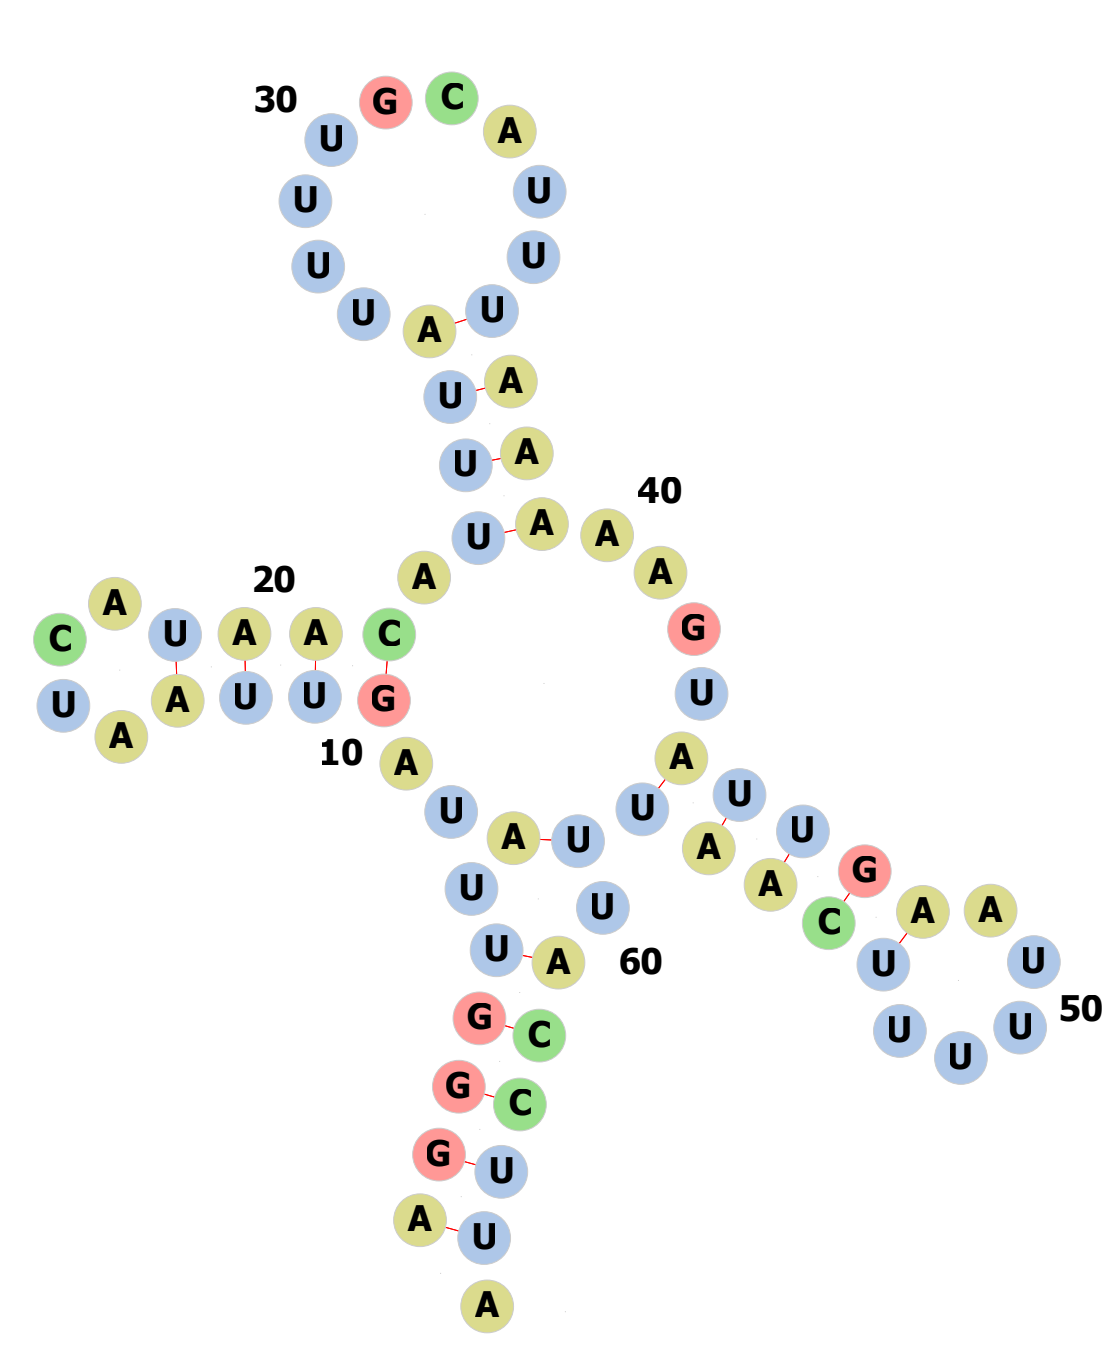 30 G C
U A
U U
U U
U A U
U A
U A
40
U A A
20 A A
A
C U A A C G
U A U U G U
A 10 A A
U U U U
A U A
U A
U U G
C A A
U A 60 U U
G C U U 50
U
G C
G U
A U
A